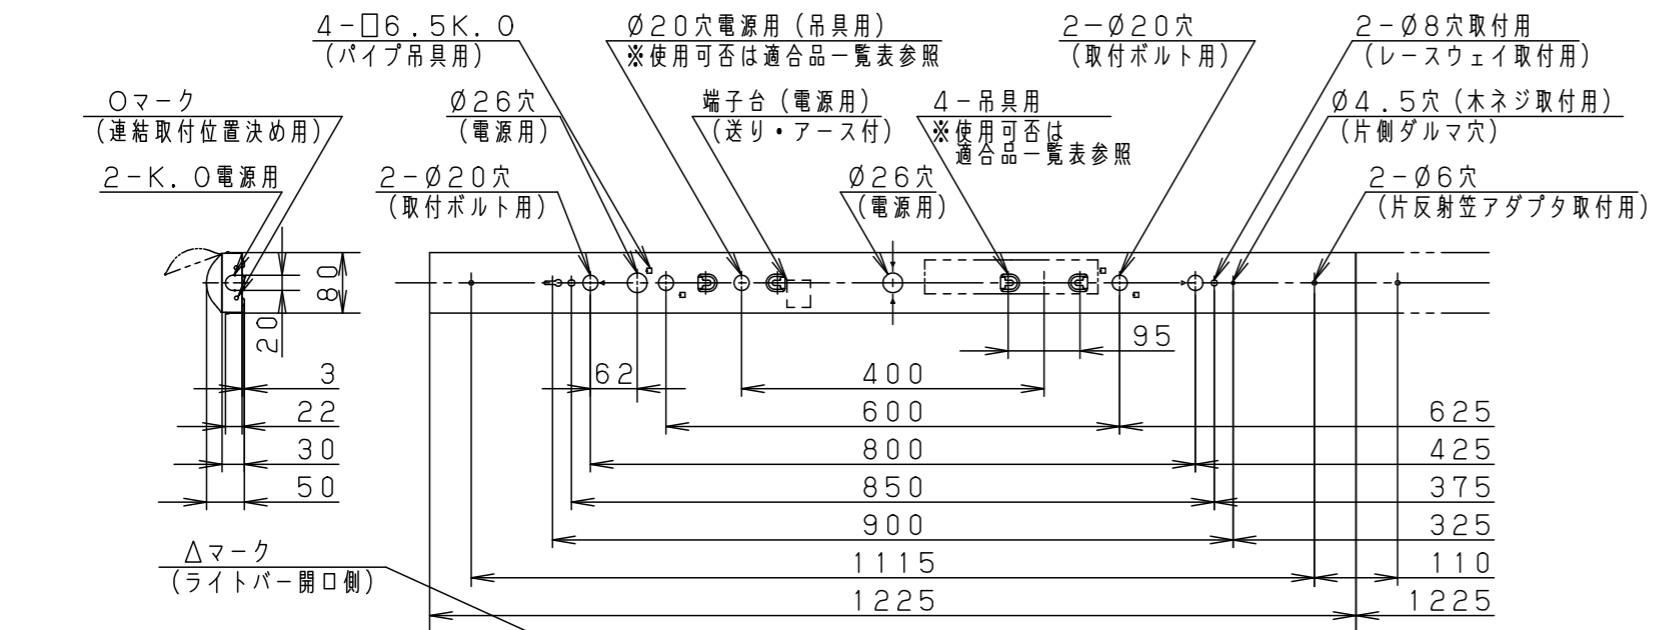 4-□6.5K.O
(パイプ吊具用)
Ø20穴電源用(吊具用)
※使用可否は適合品一覧表参照
2-Ø20穴
(取付ボルト用)
2-Ø8穴取付用
(レースウェイ取付用)
Oマーク
(連結取付位置決め用)
Ø26穴
(電源用)
端子台(電源用)
(送り・アース付)
4-吊具用
※使用可否は
適合品一覧表参照
Ø4.5穴(木ネジ取付用)
(片側ダルマ穴)
2-K.O電源用
2-Ø20穴
(取付ボルト用)
Ø26穴
(電源用)
2-Ø6穴
(片反射笠アダプタ取付用)
80
20
95
3
62
400
22
600
625
30
800
425
50
850
375
900
325
△マーク
(ライトバー開口側)
1115
110
1225
1225